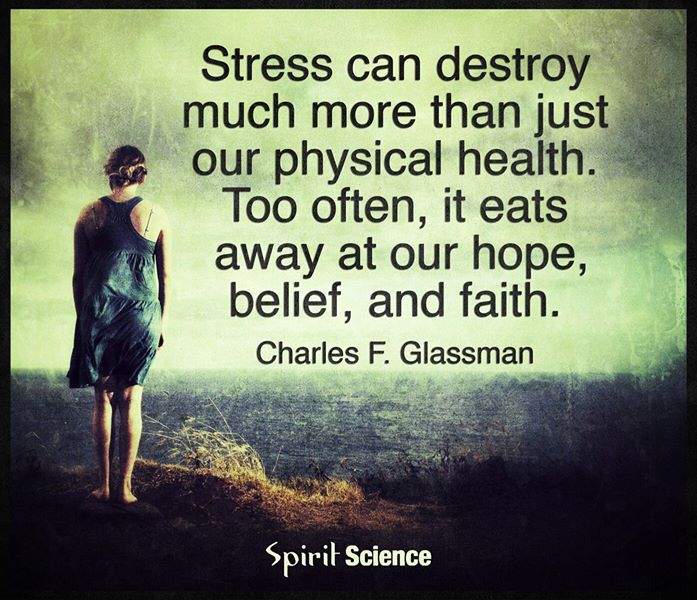 Stress can destroy
much more than just
our physical health.
Too often, it eats
away at our hope,
belief, and faith.
Charles F. Glassman
Spirit Science